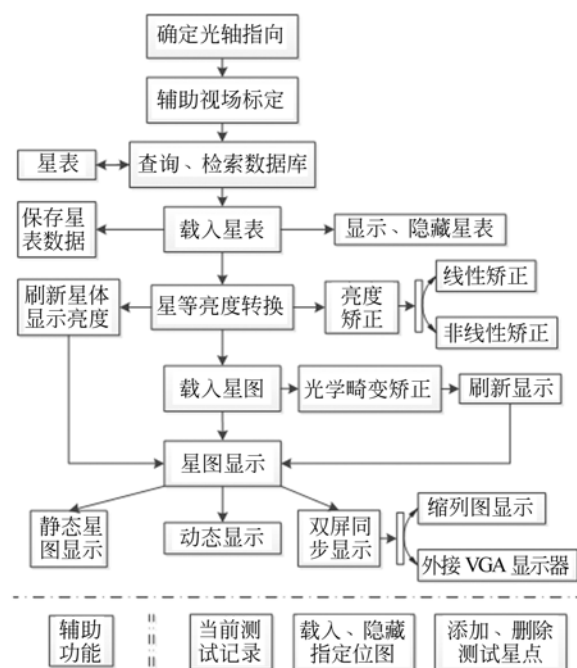 确定光轴指向
辅助视场标定
星表
查询、检索数据库
保存星
表数据
载入星表
显示、隐藏星表
刷新星体
显示亮度
星等亮度转换
亮度
矫正
线性矫正
非线性矫正
载入星图
光学畸变矫正
刷新显示
星图显示
静态星
图显示
动态显示
双屏同
步显示
缩列图显示
外接 VGA 显示器
辅助
功能
当前测
试记录
载入、隐藏
指定位图
添加、删除
测试星点